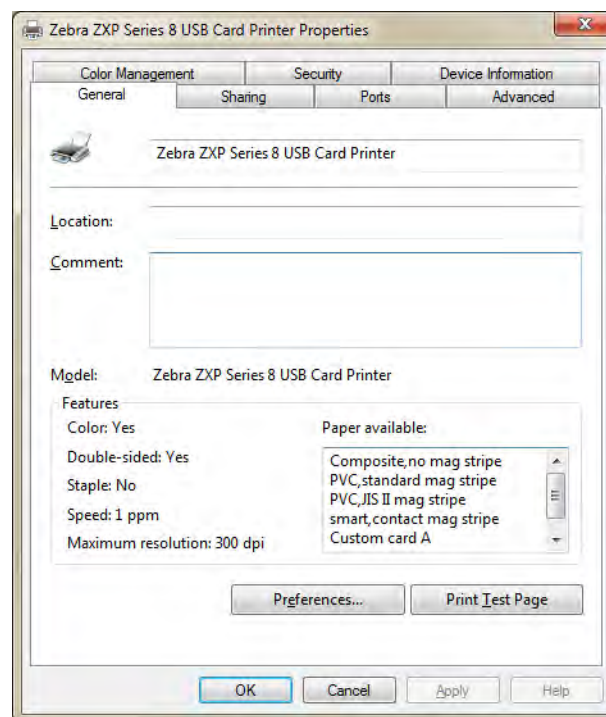 Zebra ZXP Series 8 USB Card Printer Properties
Color Management Security Device Information
General Sharing Ports Advanced
Zebra ZXP Series 8 USB Card Printer
Location:
Comment:
Model: Zebra ZXP Series 8 USB Card Printer
Features
Color: Yes Paper available:
Double-sided: Yes
Staple: No
Speed: 1 ppm
Maximum resolution: 300 dpi
Composite,no mag stripe
PVC,standard mag stripe
PVC,JIS II mag stripe
smart,contact mag stripe
Custom card A
Preferences... Print Test Page
OK Cancel Apply Help